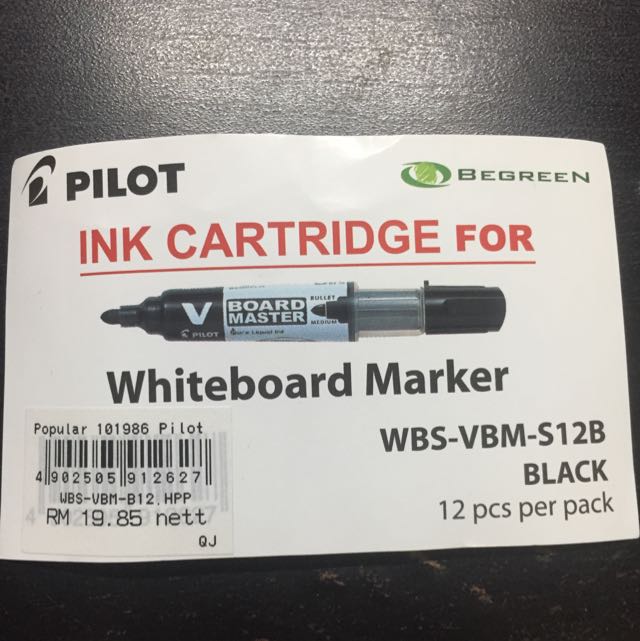 PILOT
BEGREEN
INK CARTRIDGE FOR
V BOARD MASTER
BULLET
MEDIUM
PILOT
Whiteboard Marker
WBS-VBM-S12B
BLACK
12 pcs per pack
Popular 101986 Pilot
4 902505 912627
WBS-VBM-B12.HPP
RM 19.85 nett
QJ